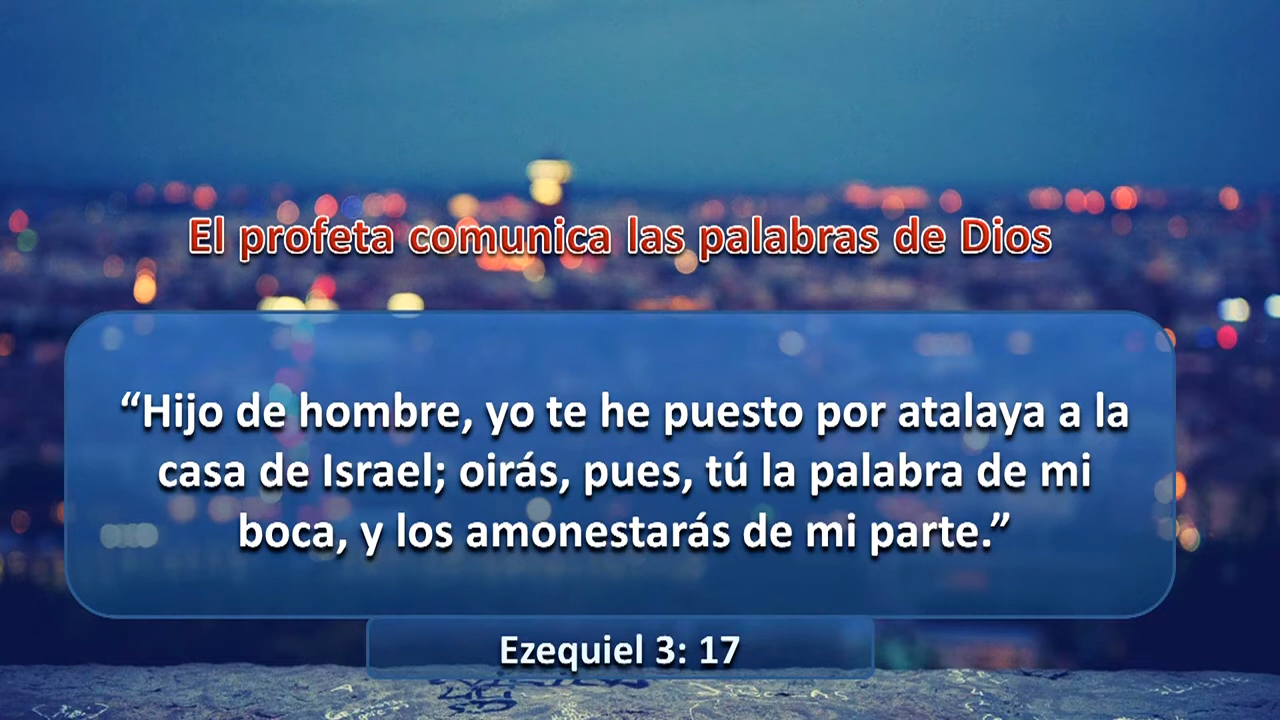 El profeta comunica las palabras de Dios
“Hijo de hombre, yo te he puesto por atalaya a la
casa de Israel; oirás, pues, tú la palabra de mi
boca, y los amonestarás de mi parte.”
Ezequiel 3: 17